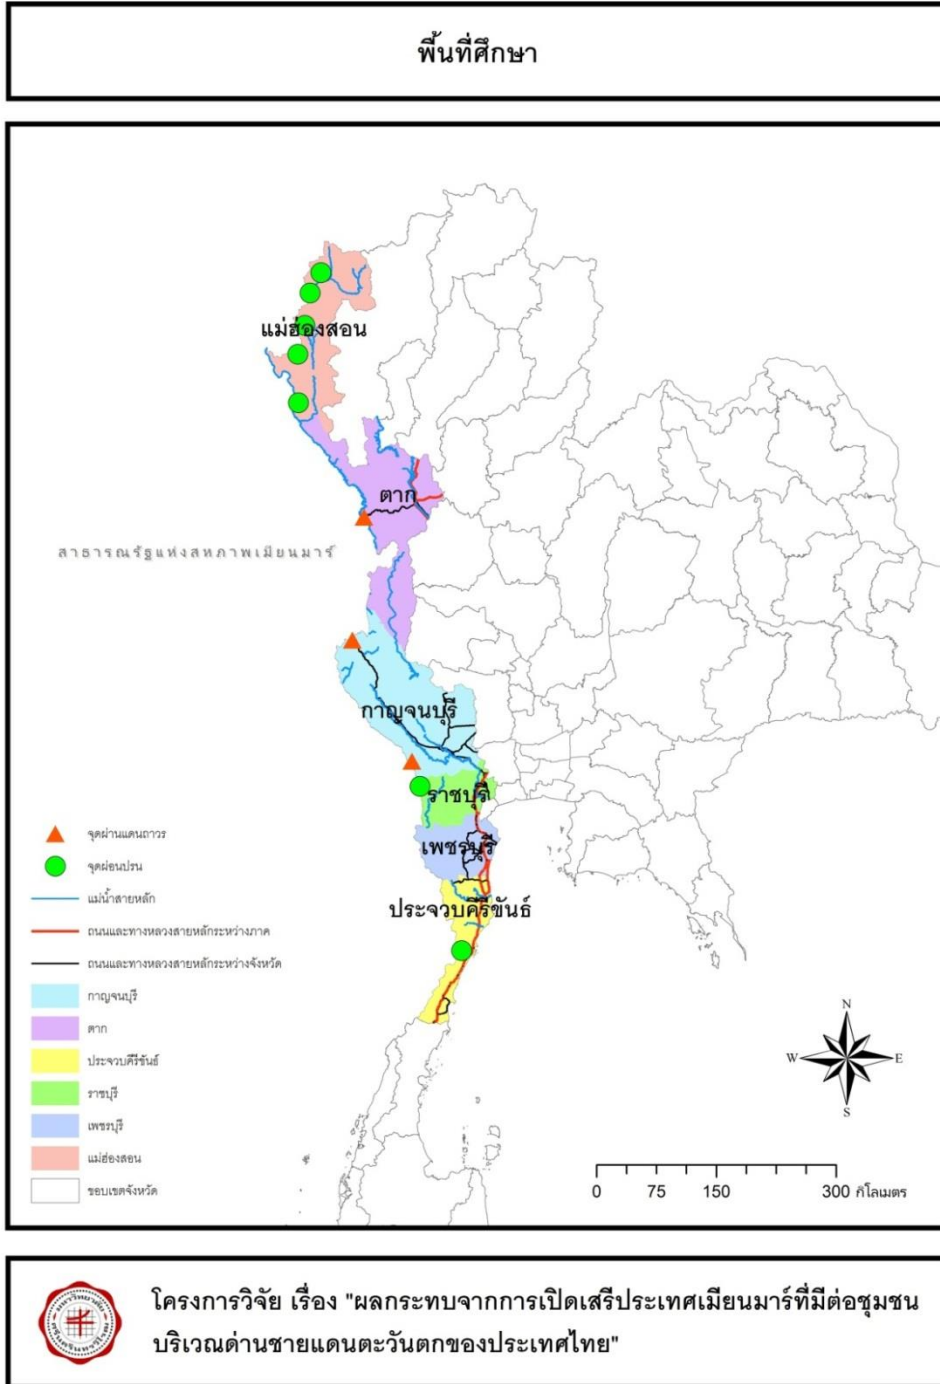 พื้นที่ศึกษา
แม่ฮ่องสอน
ตาก
สาธารณรัฐแห่งสหภาพเมียนมาร์
กาญจนบุรี
ราชบุรี
เพชรบุรี
ประจวบคีรีขันธ์
จุดผ่านแดนถาวร
จุดผ่อนปรน
แม่น้ำสายหลัก
ถนนและทางหลวงสายหลักระหว่างภาค
ถนนและทางหลวงสายหลักระหว่างจังหวัด
กาญจนบุรี
ตาก
ประจวบคีรีขันธ์
ราชบุรี
เพชรบุรี
แม่ฮ่องสอน
ขอบเขตจังหวัด
N
W E
S
0 75 150 300 กิโลเมตร
โครงการวิจัย เรื่อง "ผลกระทบจากการเปิดเสรีประเทศเมียนมาร์ที่มีต่อชุมชน
บริเวณด่านชายแดนตะวันตกของประเทศไทย"